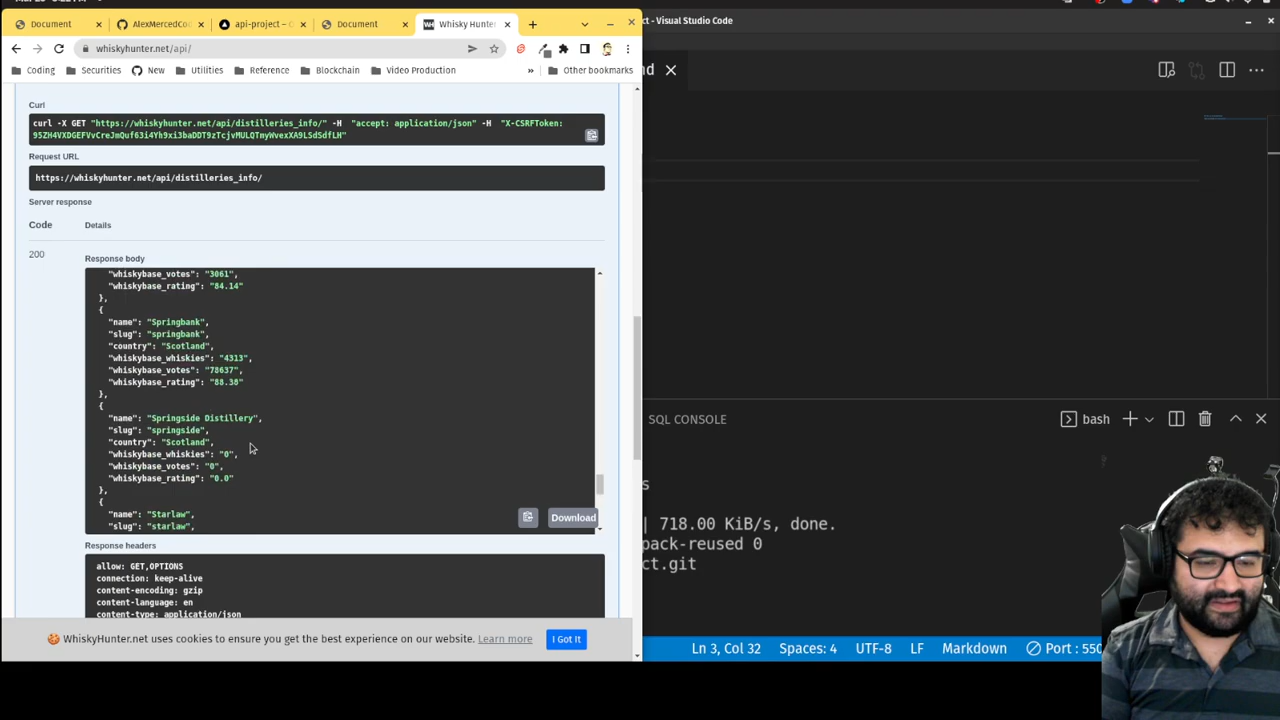 Document
AlexMercedCod
api-project – C
Document
Whisky Hunte
ct - Visual Studio Code
whiskyhunter.net/api/
Coding
Securities
New
Utilities
Reference
Blockchain
Video Production
»
Other bookmarks
nd
Curl
curl -X GET "https://whiskyhunter.net/api/distilleries_info/" -H "accept: application/json" -H "X-CSRFToken:
Request URL
https://whiskyhunter.net/api/distilleries_info/
Server response
Code
Details
200
Response body
"whiskybase_votes": "3061",
"whiskybase_rating": "84.14"
},
{
"name": "Springbank",
"slug": "springbank",
"country": "Scotland",
"whiskybase_whiskies": "4313",
"whiskybase_votes": "78637",
"whiskybase_rating": "88.38"
},
{
"name": "Springside Distillery",
"slug": "springside",
"country": "Scotland",
"whiskybase_whiskies": "0",
"whiskybase_votes": "0",
"whiskybase_rating": "0.0"
},
{
"name": "Starlaw",
"slug": "starlaw",
Download
Response headers
allow: GET,OPTIONS
connection: keep-alive
content-encoding: gzip
content-language: en
content-type: application/json
WhiskyHunter.net uses cookies to ensure you get the best experience on our website. Learn more
I Got It
SQL CONSOLE
bash
s
| 718.00 KiB/s, done.
pack-reused 0
ct.git
Ln 3, Col 32
Spaces: 4
UTF-8
LF
Markdown
Port : 550